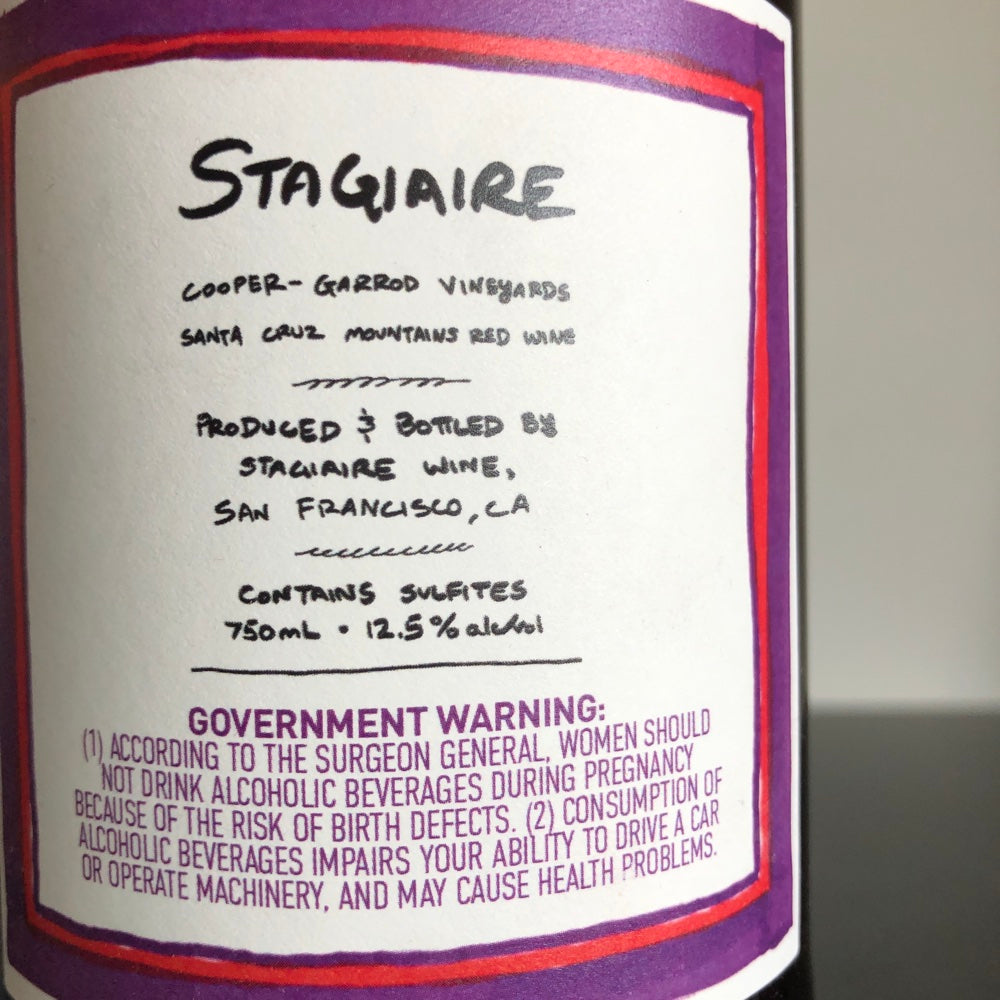 STAGIAIRE
COOPER-GARROD VINEYARDS
SANTA CRUZ MOUNTAINS RED WINE
PRODUCED & BOTTLED BY
STAGIAIRE WINE,
SAN FRANCISCO, CA
CONTAINS SULFITES
750mL • 12.5% alcohol
GOVERNMENT WARNING:
(1) ACCORDING TO THE SURGEON GENERAL, WOMEN SHOULD
NOT DRINK ALCOHOLIC BEVERAGES DURING PREGNANCY
BECAUSE OF THE RISK OF BIRTH DEFECTS. (2) CONSUMPTION OF
ALCOHOLIC BEVERAGES IMPAIRS YOUR ABILITY TO DRIVE A CAR
OR OPERATE MACHINERY, AND MAY CAUSE HEALTH PROBLEMS.